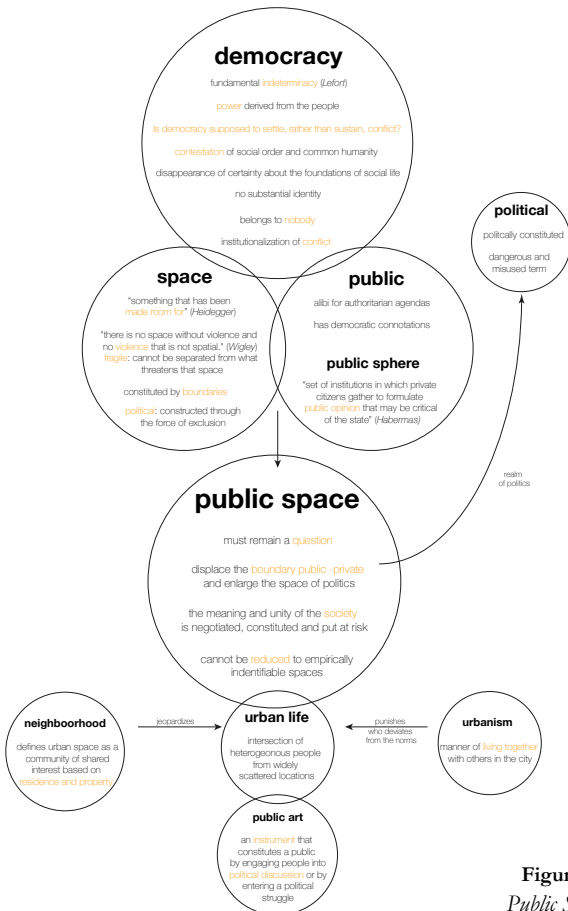 democracy
fundamental indeterminacy (Lefort)
power derived from the people
Is democracy supposed to settle, rather than sustain, conflict?
contestation of social order and common humanity
disappearance of certainty about the foundations of social life
no substantial identity
belongs to nobody
institutionalization of conflict
political
politcally constituted
dangerous and
misused term
space
"something that has been
made room for" (Heidegger)
"there is no space without violence and
no violence that is not spatial." (Wigley)
fragile: cannot be separated from what
threatens that space
constituted by boundaries
political: constructed through
the force of exclusion
public
alibi for authoritarian agendas
has democratic connotations
public sphere
"set of institutions in which private
citizens gather to formulate
public opinion that may be critical
of the state" (Habermas)
realm
of politics
public space
must remain a question
displace the boundary public -private
and enlarge the space of politics
the meaning and unity of the society
is negotiated, constituted and put at risk
cannot be reduced to empirically
indentifiable spaces
neighboorhood
defines urban space as a
community of shared
interest based on
residence and property
jeopardizes
urban life
intersection of
heterogeonous people
from widely
scattered locations
punishes
who deviates
from the norms
urbanism
manner of living together
with others in the city
public art
an instrument that
constitutes a public
by engaging people into
political discussion or by
entering a political
struggle
Figur
Public S